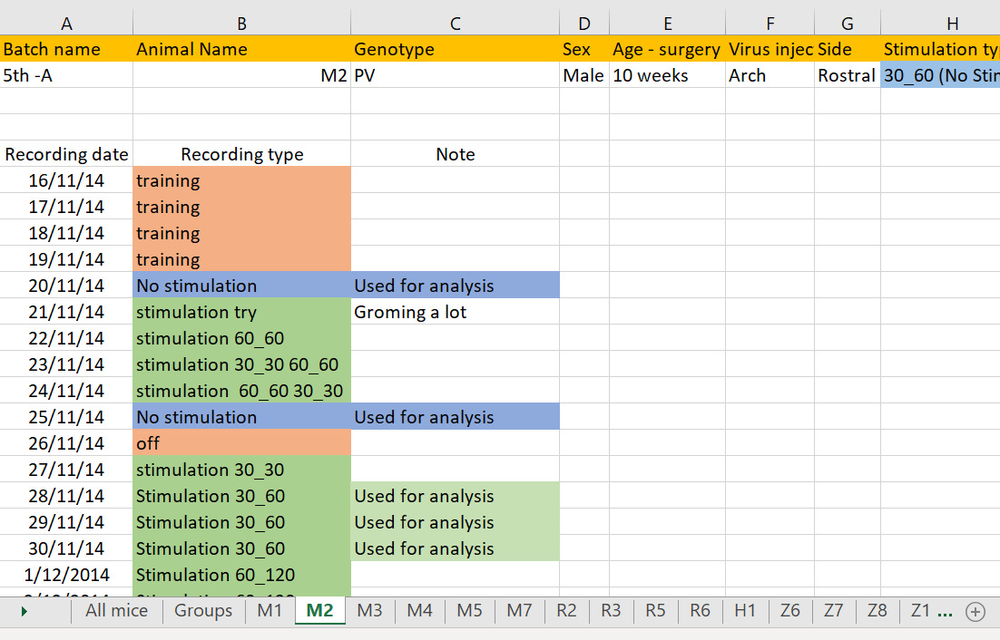 A B C D E F G H
Batch name Animal Name Genotype Sex Age - surgery Virus injec Side Stimulation ty
5th -A M2 PV Male 10 weeks Arch Rostral 30_60 (No Stin
Recording date Recording type Note
16/11/14 training
17/11/14 training
18/11/14 training
19/11/14 training
20/11/14 No stimulation Used for analysis
21/11/14 stimulation try Groming a lot
22/11/14 stimulation 60_60
23/11/14 stimulation 30_30 60_60
24/11/14 stimulation  60_60 30_30
25/11/14 No stimulation Used for analysis
26/11/14 off
27/11/14 stimulation 30_30
28/11/14 Stimulation 30_60 Used for analysis
29/11/14 Stimulation 30_60 Used for analysis
30/11/14 Stimulation 30_60 Used for analysis
1/12/2014 Stimulation 60_120
All mice Groups M1 M2 M3 M4 M5 M7 R2 R3 R5 R6 H1 Z6 Z7 Z8 Z1 ...